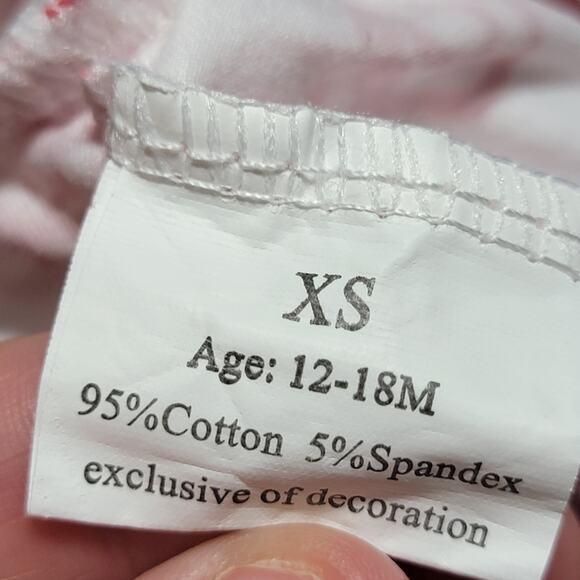 XS
Age: 12-18M
95%Cotton 5%Spandex
exclusive of decoration